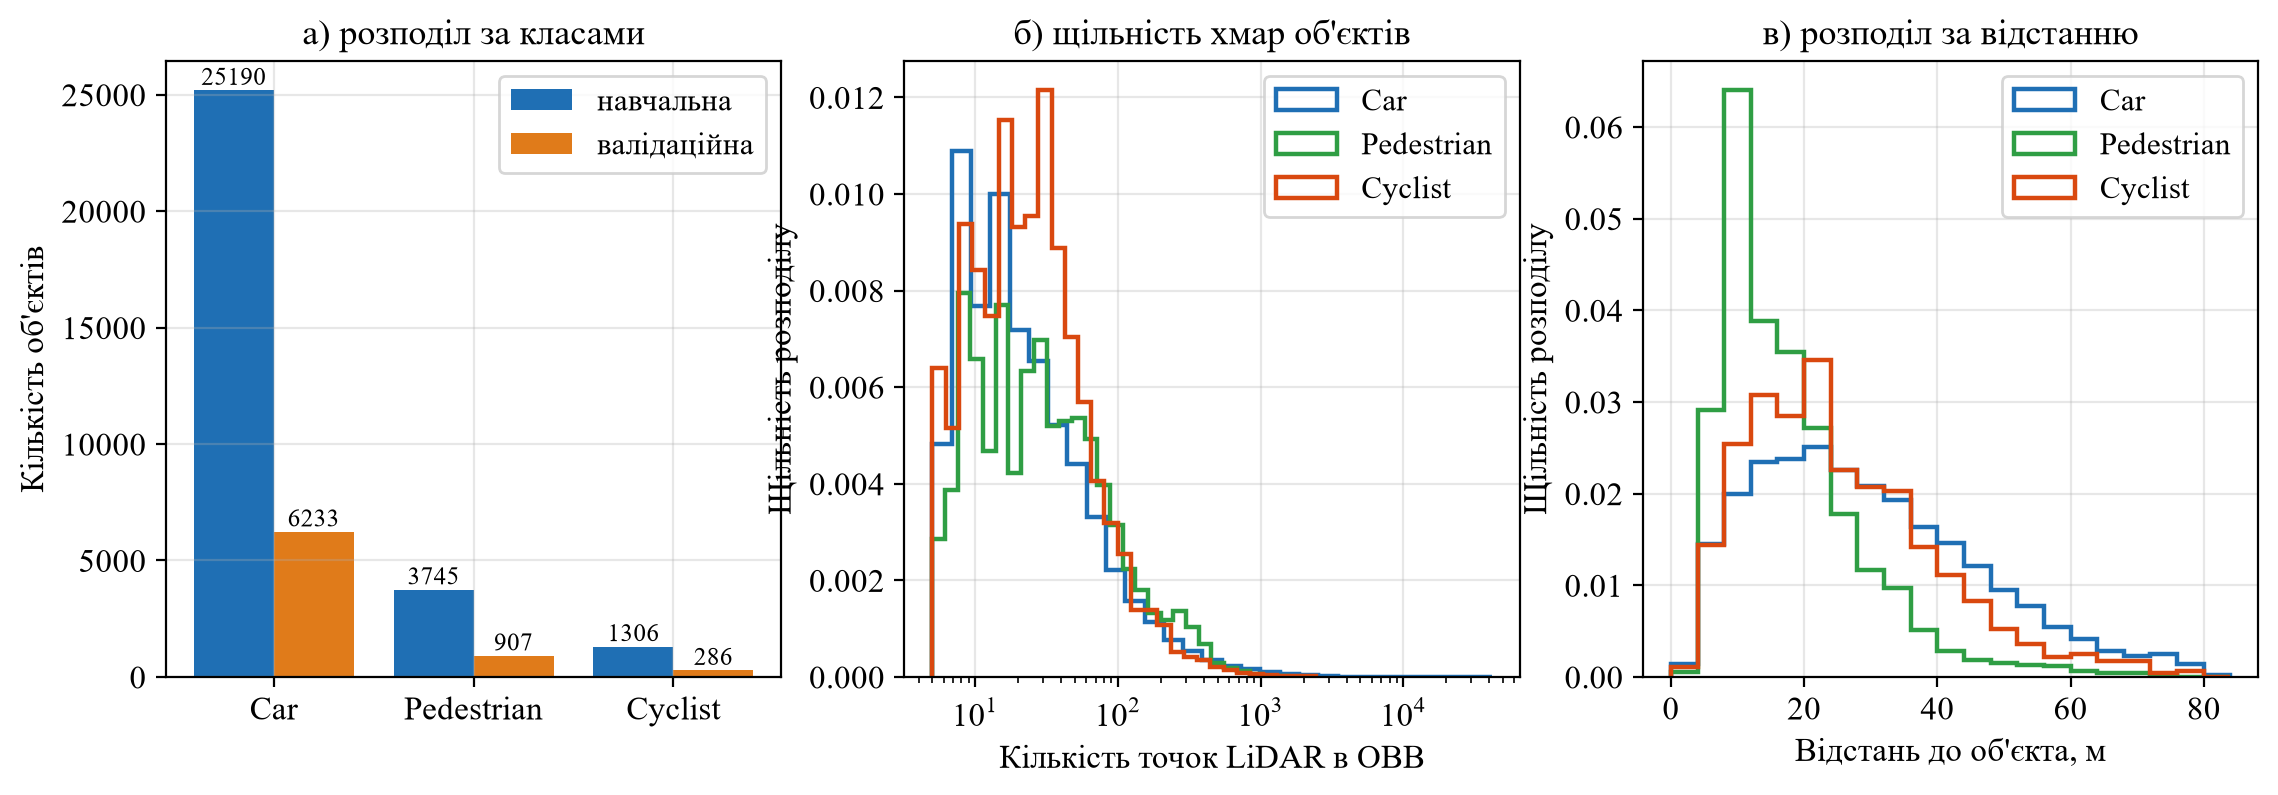 а) розподіл за класами
25190
6233
3745
907
1306
286
навчальна
валідаційна
Кількість об'єктів
25000
20000
15000
10000
5000
0
Car
Pedestrian
Cyclist
б) щільність хмар об'єктів
Car
Pedestrian
Cyclist
Щільність розподілу
0.012
0.010
0.008
0.006
0.004
0.002
0.000
10¹
10²
10³
10⁴
Кількість точок LiDAR в OBB
в) розподіл за відстанню
Car
Pedestrian
Cyclist
Щільність розподілу
0.06
0.05
0.04
0.03
0.02
0.01
0.00
0
20
40
60
80
Відстань до об'єкта, м